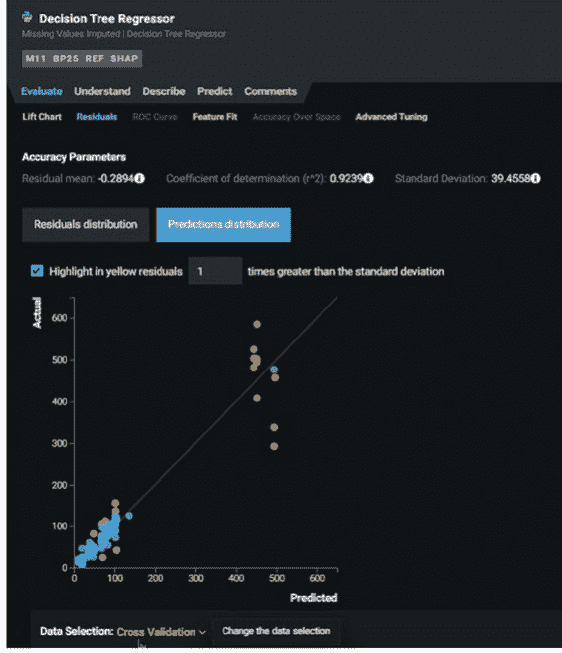 Decision Tree Regressor
Missing Values Imputed | Decision Tree Regressor
M11 BP25 REF SHAP
Evaluate Understand Describe Predict Comments
Lift Chart Residuals ROC Curve Feature Fit Accuracy Over Space Advanced Tuning
Accuracy Parameters
Residual mean: -0.2894 Coefficient of determination (r^2): 0.9239 Standard Deviation: 39.4558
Residuals distribution Predictions distribution
Highlight in yellow residuals 1 times greater than the standard deviation
Actual
600
500
400
300
200
100
0
0 100 200 300 400 500 600
Predicted
Data Selection: Cross Validation Change the data selection